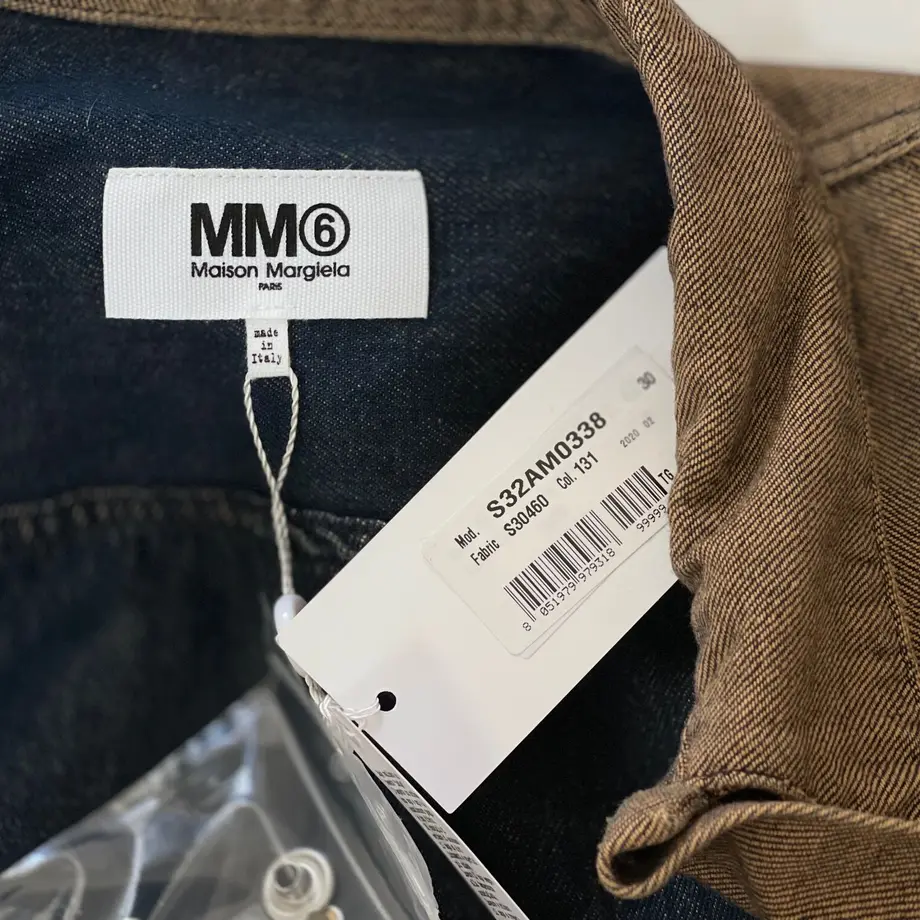 MM6
Maison Margiela
PARIS
made
in
Italy
30
Mod. S32AM0338
Fabric S30460 Col. 131
2020 02
TG
8 051979 979318
99999